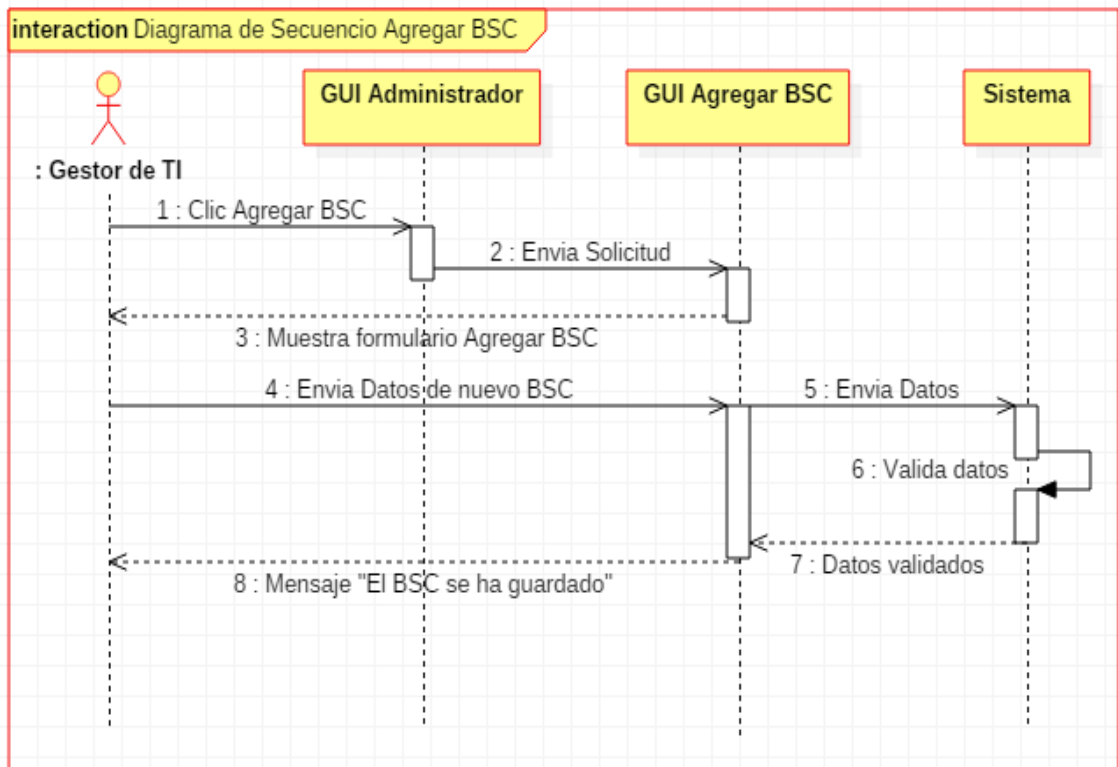 interaction Diagrama de Secuencio Agregar BSC
GUI Administrador
GUI Agregar BSC
Sistema
: Gestor de TI
1 : Clic Agregar BSC
2 : Envia Solicitud
3 : Muestra formulario Agregar BSC
4 : Envia Datos de nuevo BSC
5 : Envia Datos
6 : Valida datos
7 : Datos validados
8 : Mensaje "El BSC se ha guardado"